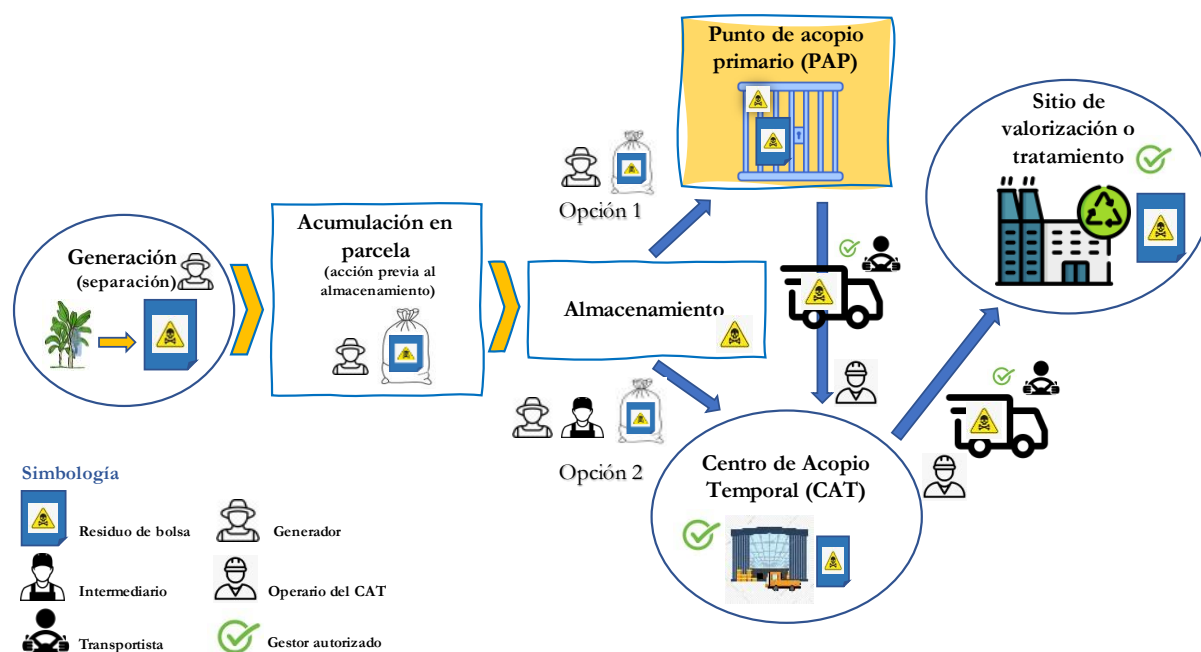 Generación
(separación)
Acumulación en
parcela
(acción previa al
almacenamiento)
Almacenamiento
Opción 1
Punto de acopio
primario (PAP)
Opción 2
Centro de Acopio
Temporal (CAT)
Sitio de
valorización o
tratamiento
Simbología
Residuo de bolsa
Generador
Intermediario
Operario del CAT
Transportista
Gestor autorizado